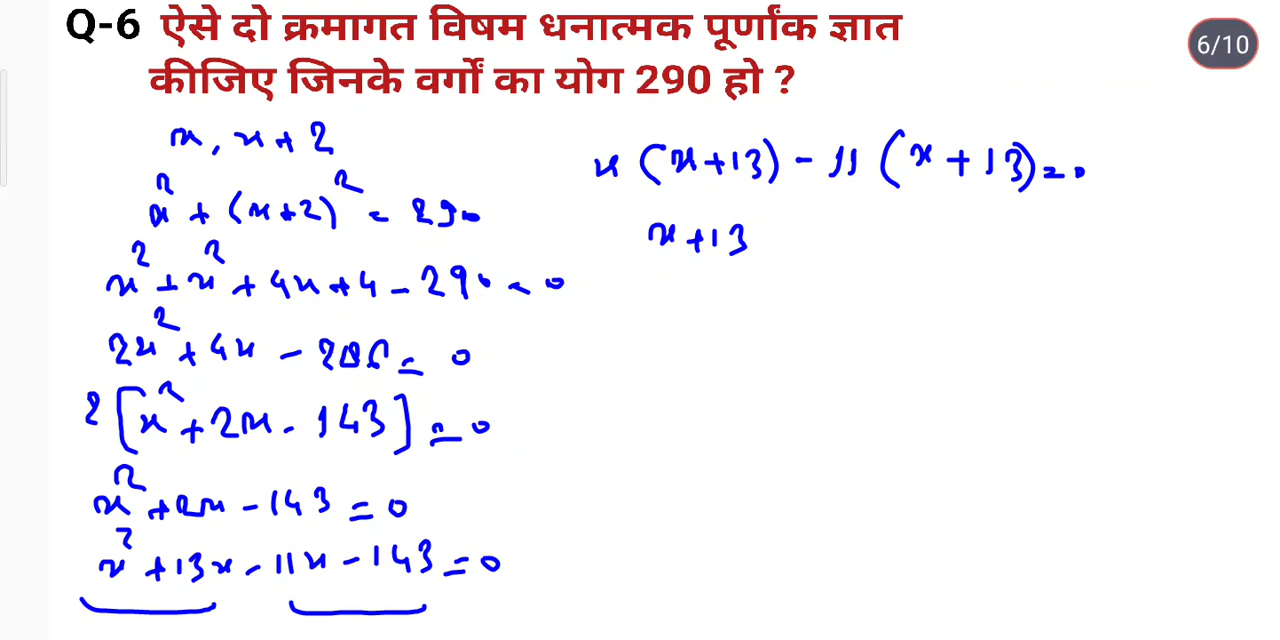 Q-6 ऐसे दो क्रमागत विषम धनात्मक पूर्णांक ज्ञात
कीजिए जिनके वर्गों का योग 290 हो ?
6/10
x, x+2
x² + (x+2)² = 290
x² + x² + 4x + 4 - 290 = 0
2x² + 4x - 286 = 0
2[x² + 2x - 143] = 0
x² + 2x - 143 = 0
x² + 13x - 11x - 143 = 0
x(x+13) - 11(x+13) = 0
x+13